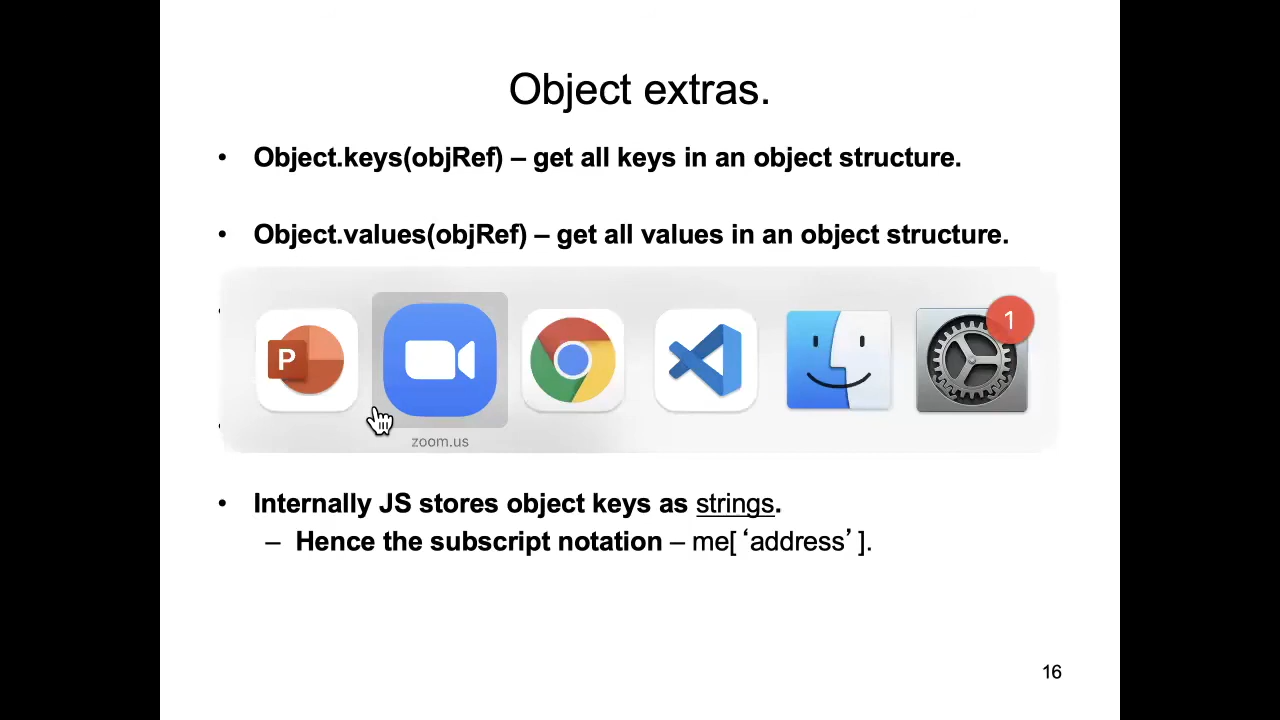 Object extras.
• Object.keys(objRef) – get all keys in an object structure.
• Object.values(objRef) – get all values in an object structure.
P
1
zoom.us
• Internally JS stores object keys as strings.
– Hence the subscript notation – me[ ‘address’ ].
16